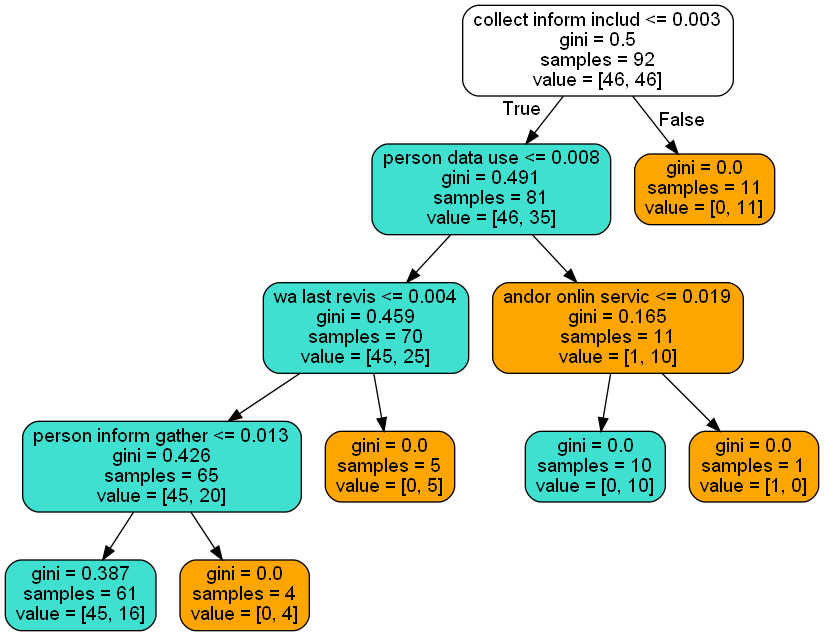 collect inform includ <= 0.003
gini = 0.5
samples = 92
value = [46, 46]
True
False
person data use <= 0.008
gini = 0.491
samples = 81
value = [46, 35]
gini = 0.0
samples = 11
value = [0, 11]
wa last revis <= 0.004
gini = 0.459
samples = 70
value = [45, 25]
andor onlin servic <= 0.019
gini = 0.165
samples = 11
value = [1, 10]
person inform gather <= 0.013
gini = 0.426
samples = 65
value = [45, 20]
gini = 0.0
samples = 5
value = [0, 5]
gini = 0.0
samples = 10
value = [0, 10]
gini = 0.0
samples = 1
value = [1, 0]
gini = 0.387
samples = 61
value = [45, 16]
gini = 0.0
samples = 4
value = [0, 4]